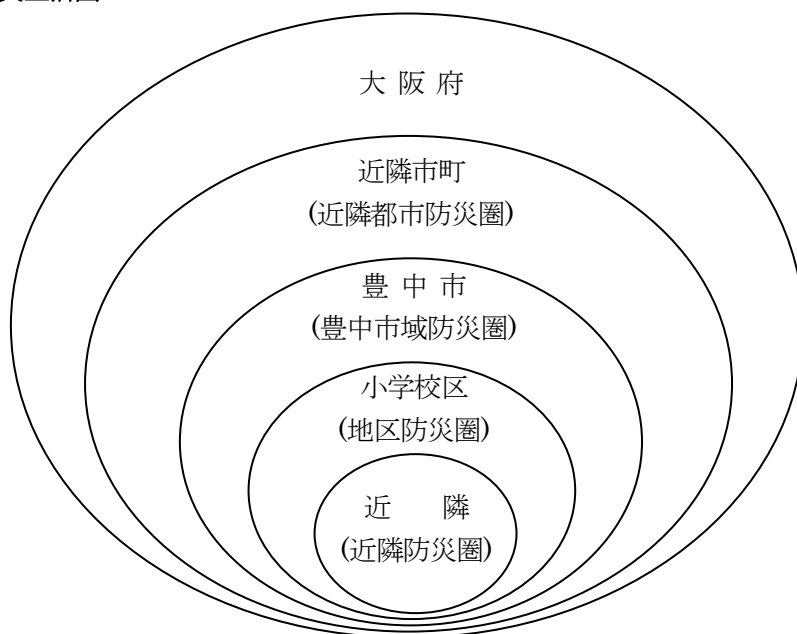 大 阪 府
近隣市町
(近隣都市防災圏)
豊 中 市
(豊中市域防災圏)
小学校区
(地区防災圏)
近　　隣
(近隣防災圏)